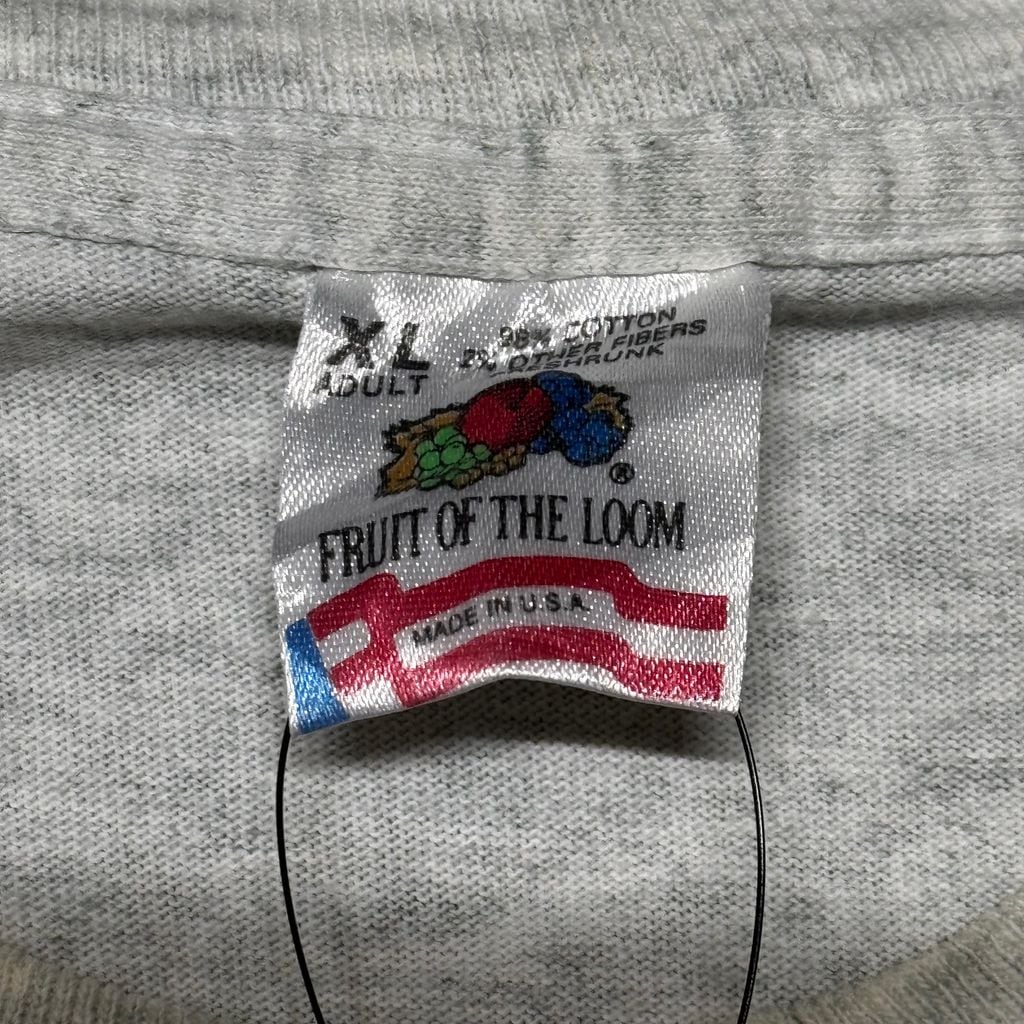 XL
ADULT
98% COTTON
2% OTHER FIBERS
PRESHRUNK
®
FRUIT OF THE LOOM
MADE IN U.S.A.